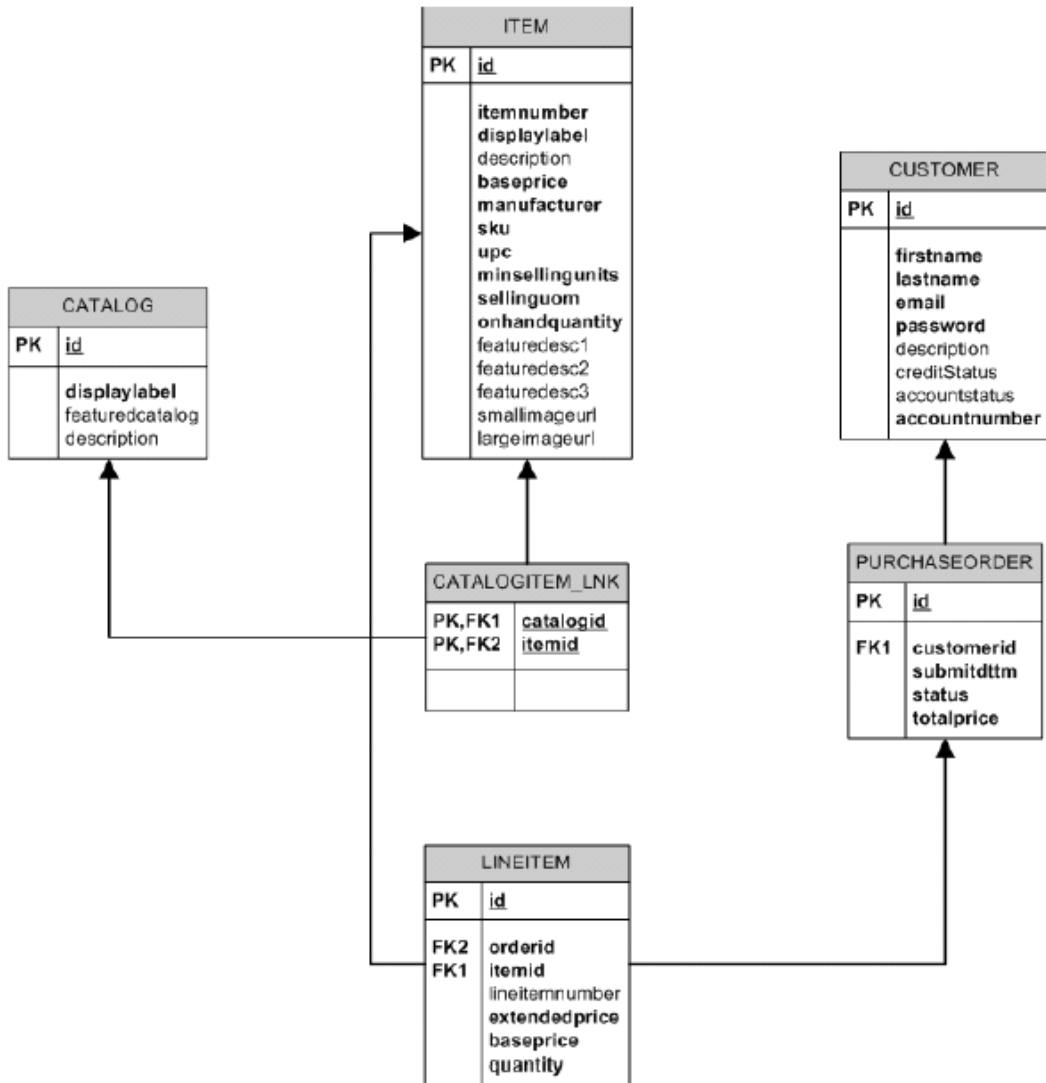 ITEM
PK id
itemnumber
displaylabel
description
baseprice
manufacturer
sku
upc
minsellingunits
sellinguom
onhandquantity
featuredesc1
featuredesc2
featuredesc3
smallimageurl
largeimageurl
CUSTOMER
PK id
firstname
lastname
email
password
description
creditStatus
accountstatus
accountnumber
CATALOG
PK id
displaylabel
featuredcatalog
description
CATALOGITEM_LNK
PK,FK1 catalogid
PK,FK2 itemid
PURCHASEORDER
PK id
FK1 customerid
submitdttm
status
totalprice
LINEITEM
PK id
FK2 orderid
FK1 itemid
lineitemnumber
extendedprice
baseprice
quantity